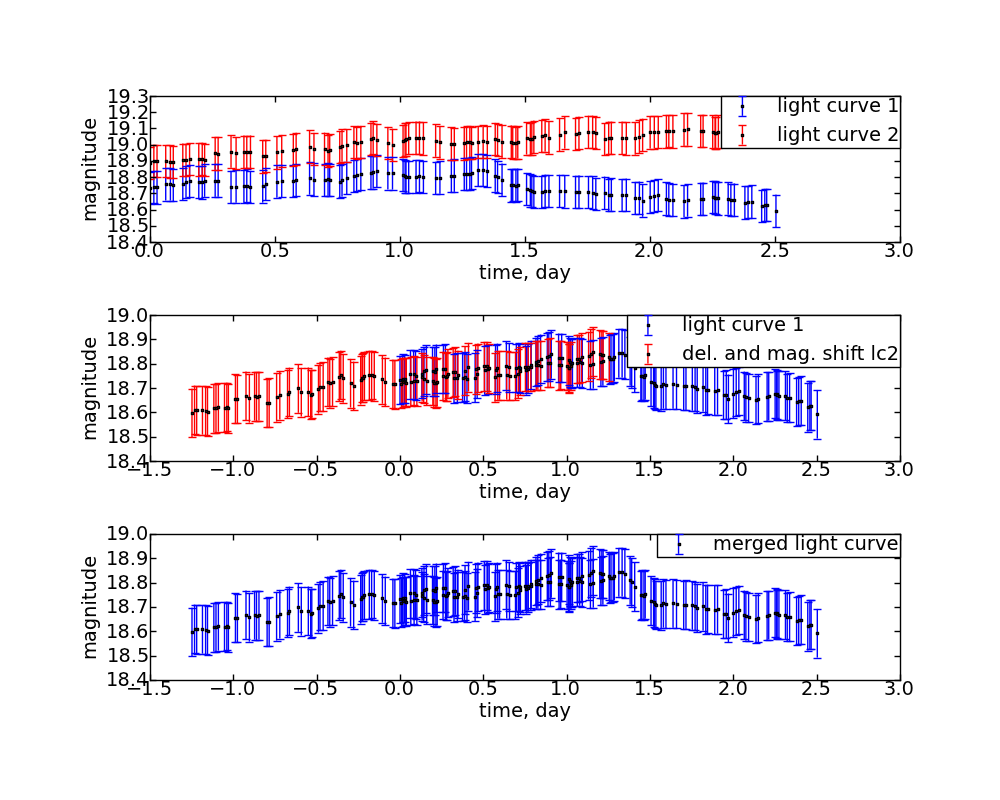 19.3
19.2
19.1
19.0
18.9
18.8
18.7
18.6
18.5
18.4
magnitude
light curve 1
light curve 2
0.0 0.5 1.0 1.5 2.0 2.5 3.0
time, day
19.0
18.9
18.8
18.7
18.6
18.5
18.4
magnitude
light curve 1
del. and mag. shift lc2
−1.5 −1.0 −0.5 0.0 0.5 1.0 1.5 2.0 2.5 3.0
time, day
19.0
18.9
18.8
18.7
18.6
18.5
18.4
magnitude
merged light curve
−1.5 −1.0 −0.5 0.0 0.5 1.0 1.5 2.0 2.5 3.0
time, day